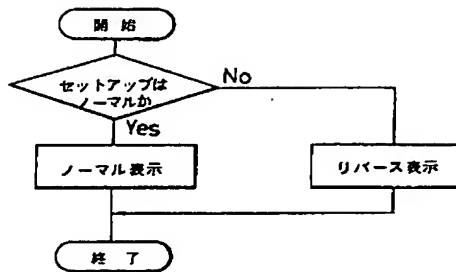 開始
セットアップは
ノーマルか
No
Yes
ノーマル表示
リバース表示
終了